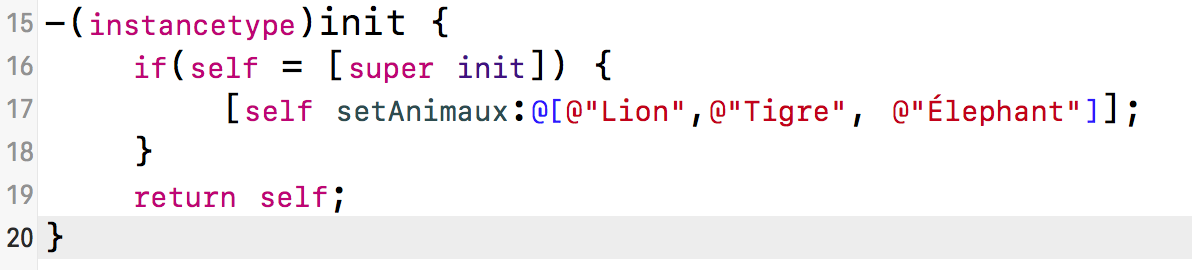 15 -(instancetype)init {
16 if(self = [super init]) {
17 [self setAnimaux:@[@"Lion",@"Tigre", @"Élephant"]];
18 }
19 return self;
20 }